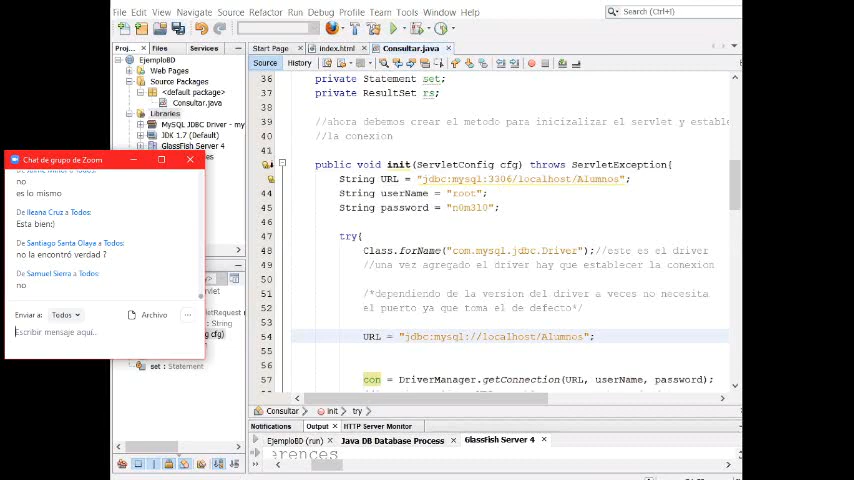 File Edit View Navigate Source Refactor Run Debug Profile Team Tools Window Help
Search (Ctrl+I)
Proj... Files Services
EjemploBD
Web Pages
Source Packages
<default package>
Consultar.java
Libraries
MySQL JDBC Driver - my
JDK 1.7 (Default)
GlassFish Server 4
Start Page index.html Consultar.java
Source History
36 private Statement set;
37 private ResultSet rs;
38
39 //ahora debemos crear el metodo para inicizializar el servlet y estable
40 //la conexion
41
public void init(ServletConfig cfg) throws ServletException{
String URL = "jdbc:mysql:3306/localhost/Alumnos";
44 String userName = "root";
45 String password = "n0m3l0";
46
47 try{
48 Class.forName("com.mysql.jdbc.Driver");//este es el driver
49 //una vez agregado el driver hay que establecer la conexion
50
51 /*dependiendo de la version del driver a veces no necesita
52 el puerto ya que toma el de defecto*/
53
54 URL = "jdbc:mysql://localhost/Alumnos";
55
57 con = DriverManager.getConnection(URL, userName, password);
Chat de grupo de Zoom
no
es lo mismo
De Ileana Cruz a Todos:
Esta bien:)
De Santiago Santa Olaya a Todos:
no la encontró verdad ?
De Samuel Sierra a Todos:
no
Enviar a: Todos Archivo ...
Escribir mensaje aquí...
rvlet
rvletRequest r
: String
g cfg)
set : Statement
Consultar init try
Notifications Output HTTP Server Monitor
EjemploBD (run) Java DB Database Process GlassFish Server 4
erences